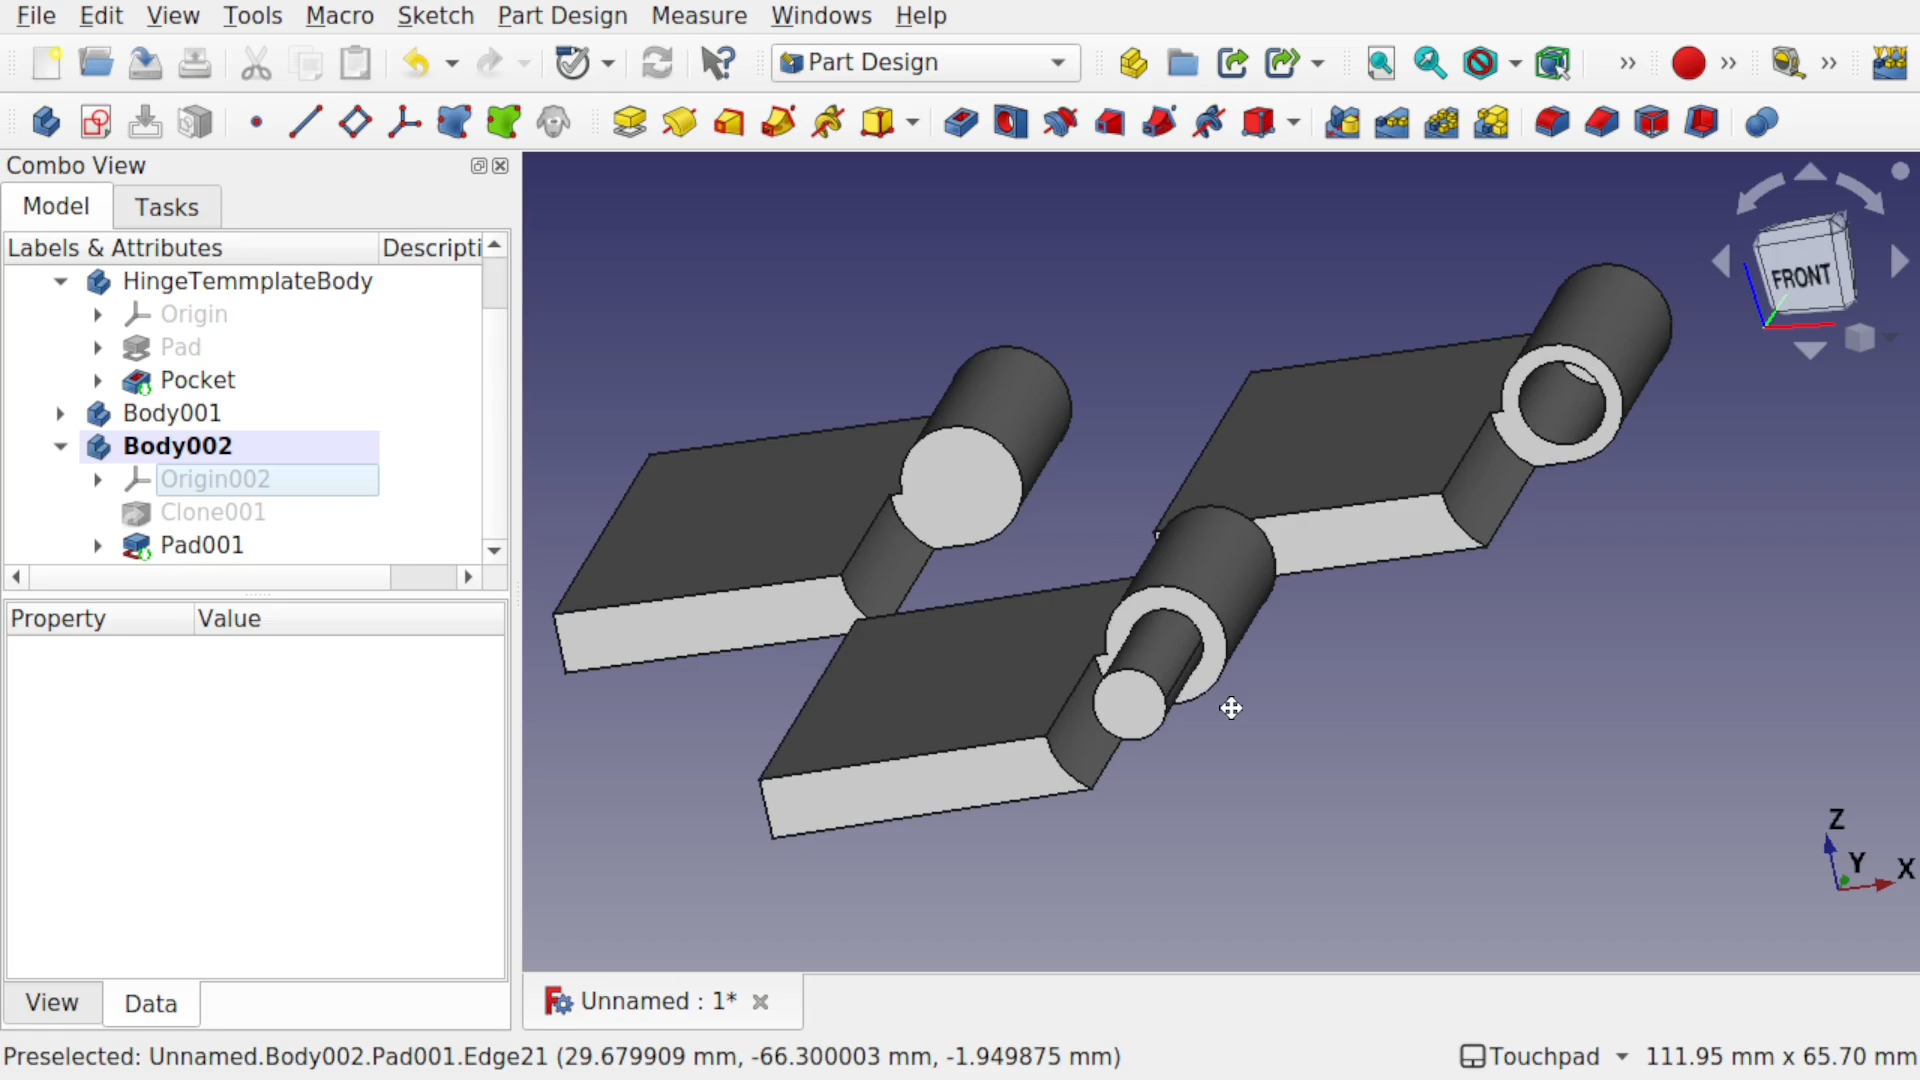 File Edit View Tools Macro Sketch Part Design Measure Windows Help
Part Design
Combo View
Model Tasks
Labels & Attributes Descripti
HingeTemmplateBody
Origin
Pad
Pocket
Body001
Body002
Origin002
Clone001
Pad001
Property Value
View Data
FRONT
Z
Y
X
Unnamed : 1*
Preselected: Unnamed.Body002.Pad001.Edge21 (29.679909 mm, -66.300003 mm, -1.949875 mm) Touchpad 111.95 mm x 65.70 mm